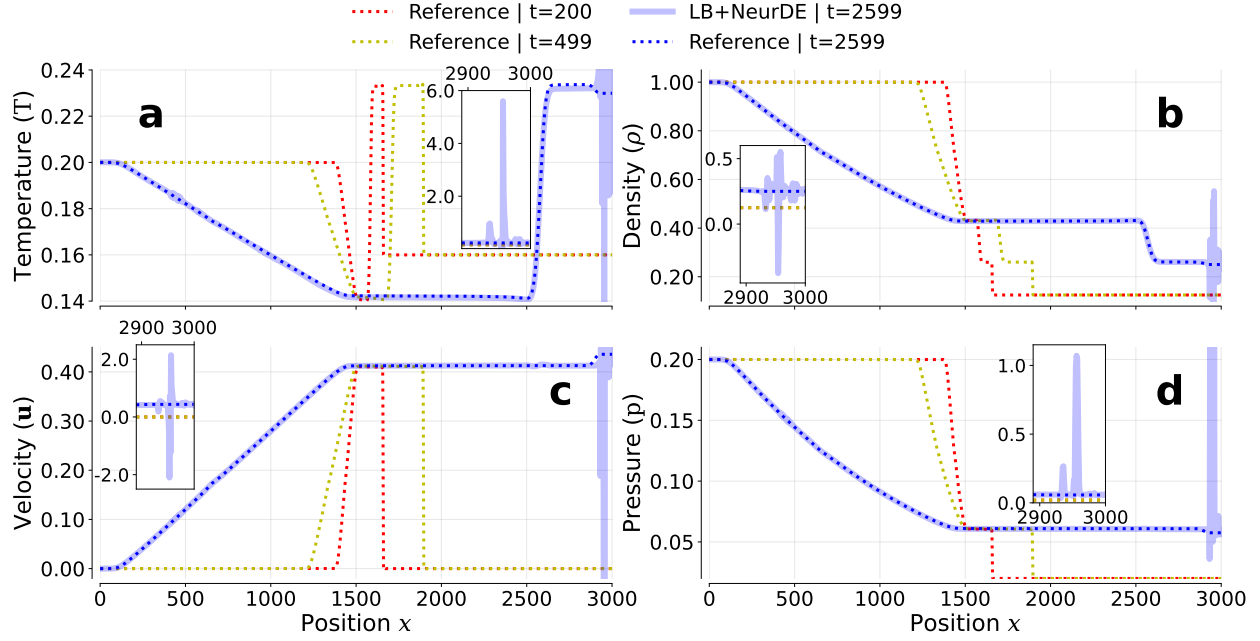 Reference | t=200
LB+NeurDE | t=2599
Reference | t=499
Reference | t=2599
2900 3000
0.24
0.22
0.20
0.18
0.16
0.14
Temperature (T)
a
6.0
4.0
2.0
1.00
0.80
0.60
0.40
0.20
Density (ρ)
b
0.5
0.0
2900 3000
2900 3000
0.40
0.30
0.20
0.10
0.00
Velocity (u)
c
2.0
0.0
-2.0
0 500 1000 1500 2000 2500 3000
Position x
0.20
0.15
0.10
0.05
Pressure (p)
d
1.0
0.5
0.0
2900 3000
0 500 1000 1500 2000 2500 3000
Position x